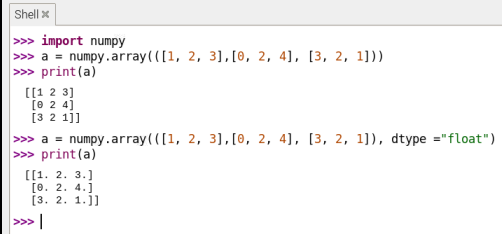 Shell
>>> import numpy
>>> a = numpy.array(([1, 2, 3],[0, 2, 4], [3, 2, 1]))
>>> print(a)
[[1 2 3]
[0 2 4]
[3 2 1]]
>>> a = numpy.array(([1, 2, 3],[0, 2, 4], [3, 2, 1]), dtype ="float")
>>> print(a)
[[1. 2. 3.]
[0. 2. 4.]
[3. 2. 1.]]
>>>